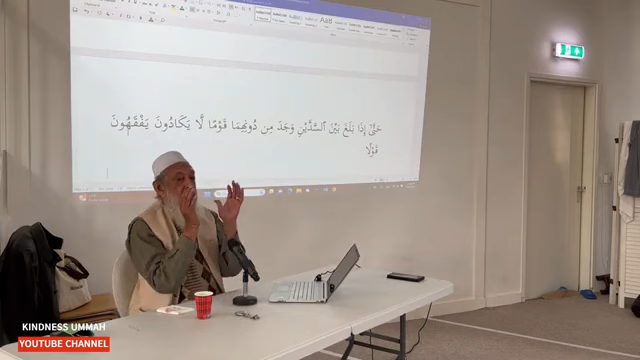 حَتَّىٰٓ إِذَا بَلَغَ بَيْنَ ٱلسَّدَّيْنِ وَجَدَ مِن دُونِهِمَا قَوْمًا لَّا يَكَادُونَ يَفْقَهُونَ
قَوْلًا
KINDNESS UMMAH
YOUTUBE CHANNEL